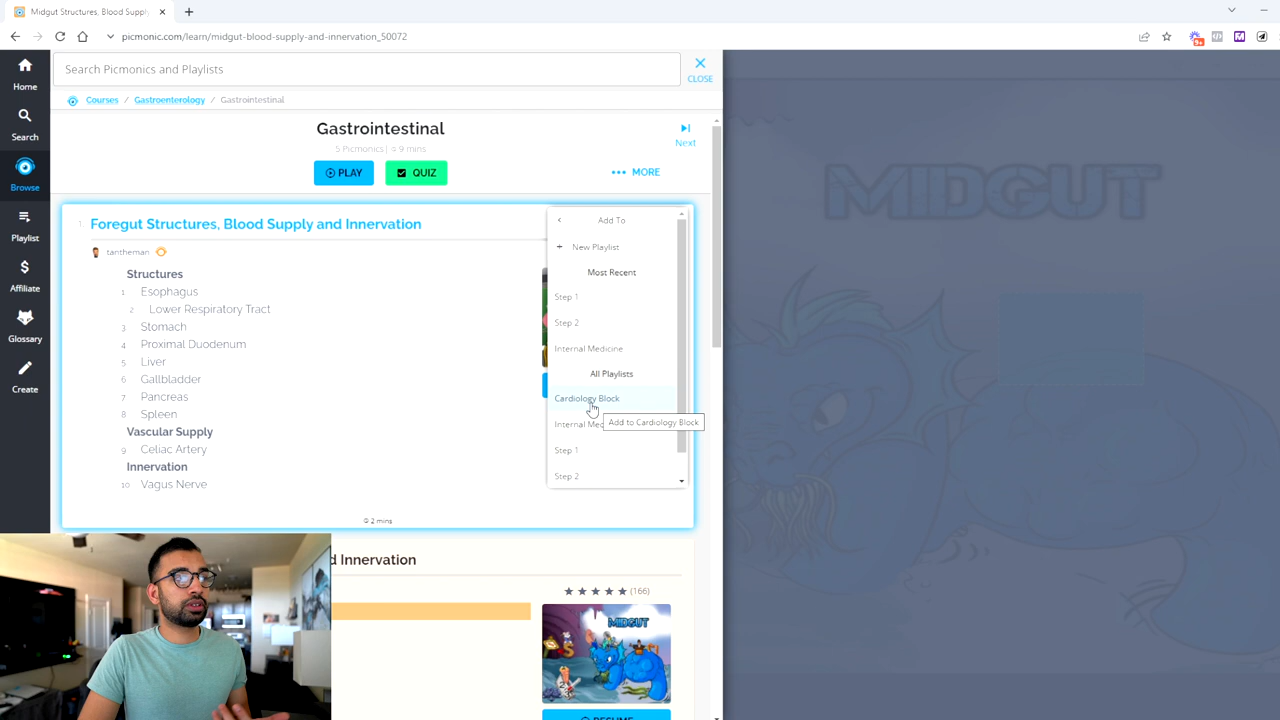 Midgut Structures, Blood Supply
picmonic.com/learn/midgut-blood-supply-and-innervation_50072
9+
Home
Search
Browse
Playlist
Affiliate
Glossary
Create
Search Picmonics and Playlists
CLOSE
Courses / Gastroenterology / Gastrointestinal
Gastrointestinal
5 Picmonics | 9 mins
Next
PLAY
QUIZ
MORE
1 Foregut Structures, Blood Supply and Innervation
tantheman
Structures
1 Esophagus
2 Lower Respiratory Tract
3 Stomach
4 Proximal Duodenum
5 Liver
6 Gallbladder
7 Pancreas
8 Spleen
Vascular Supply
9 Celiac Artery
Innervation
10 Vagus Nerve
2 mins
Add To
New Playlist
Most Recent
Step 1
Step 2
Internal Medicine
All Playlists
Cardiology Block
Add to Cardiology Block
Internal Med
Step 1
Step 2
d Innervation
(166)
MIDGUT
MIDGUT